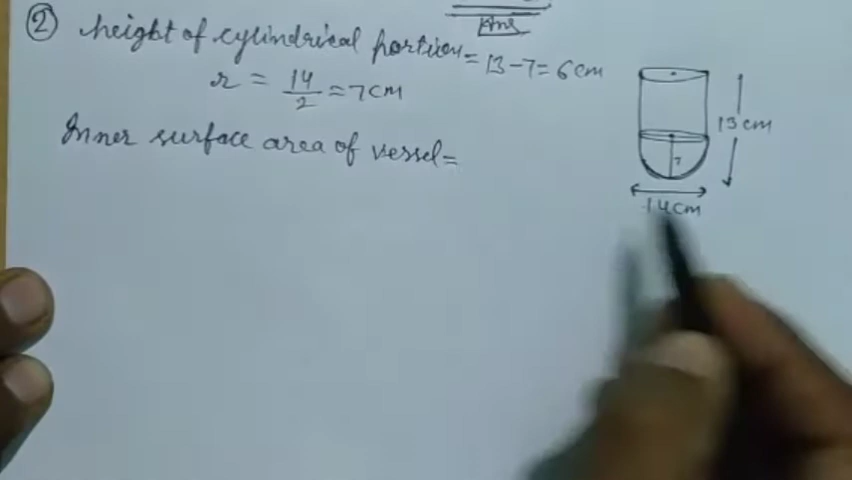 Ans
② height of cylindrical portion = 13-7 = 6 cm
r = 14/2 = 7 cm
Inner surface area of vessel =
13 cm
7
14 cm